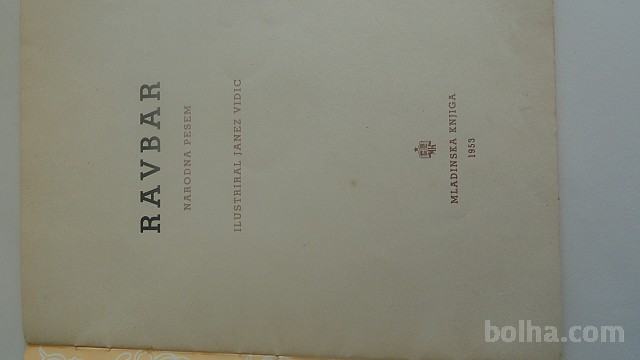 RAVBAR
NARODNA PESEM
ILUSTRIRAL JANEZ VIDIC
MLADINSKA KNJIGA
1953
bolha.com